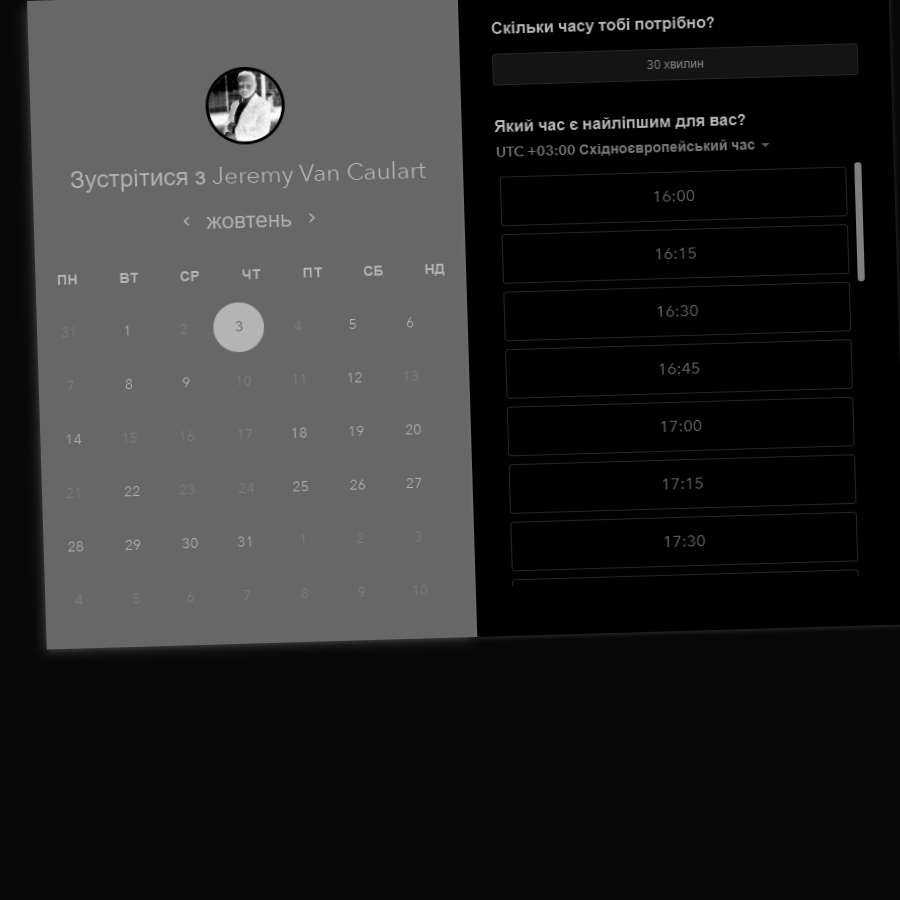 Зустрітися з Jeremy Van Caulart
жовтень
ПН ВТ СР ЧТ ПТ СБ НД
31 1 2 3 4 5 6
7 8 9 10 11 12 13
14 15 16 17 18 19 20
21 22 23 24 25 26 27
28 29 30 31 1 2 3
4 5 6 7 8 9 10
Скільки часу тобі потрібно?
30 хвилин
Який час є найліпшим для вас?
UTC +03:00 Східноєвропейський час
16:00
16:15
16:30
16:45
17:00
17:15
17:30